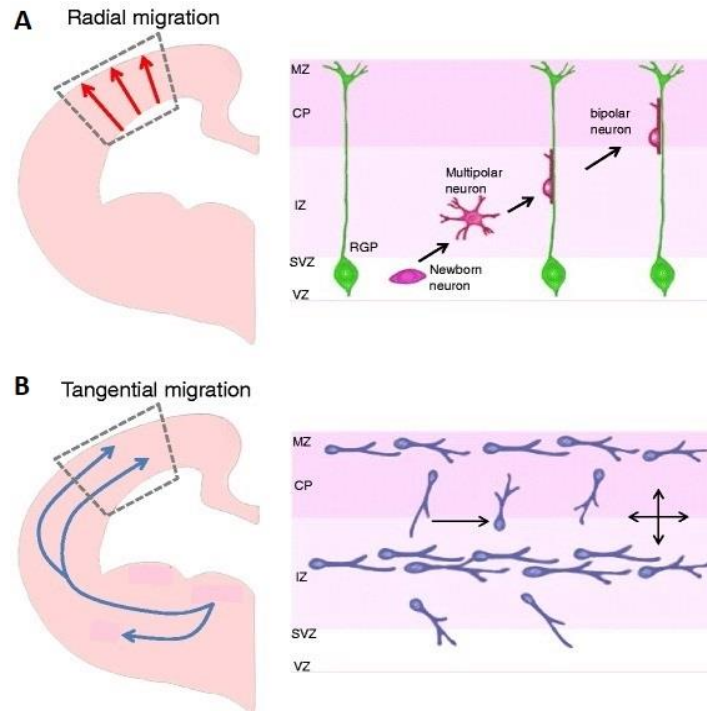 A
Radial migration
MZ
CP
IZ
SVZ
VZ
RGP
Newborn
neuron
Multipolar
neuron
bipolar
neuron
B
Tangential migration
MZ
CP
IZ
SVZ
VZ